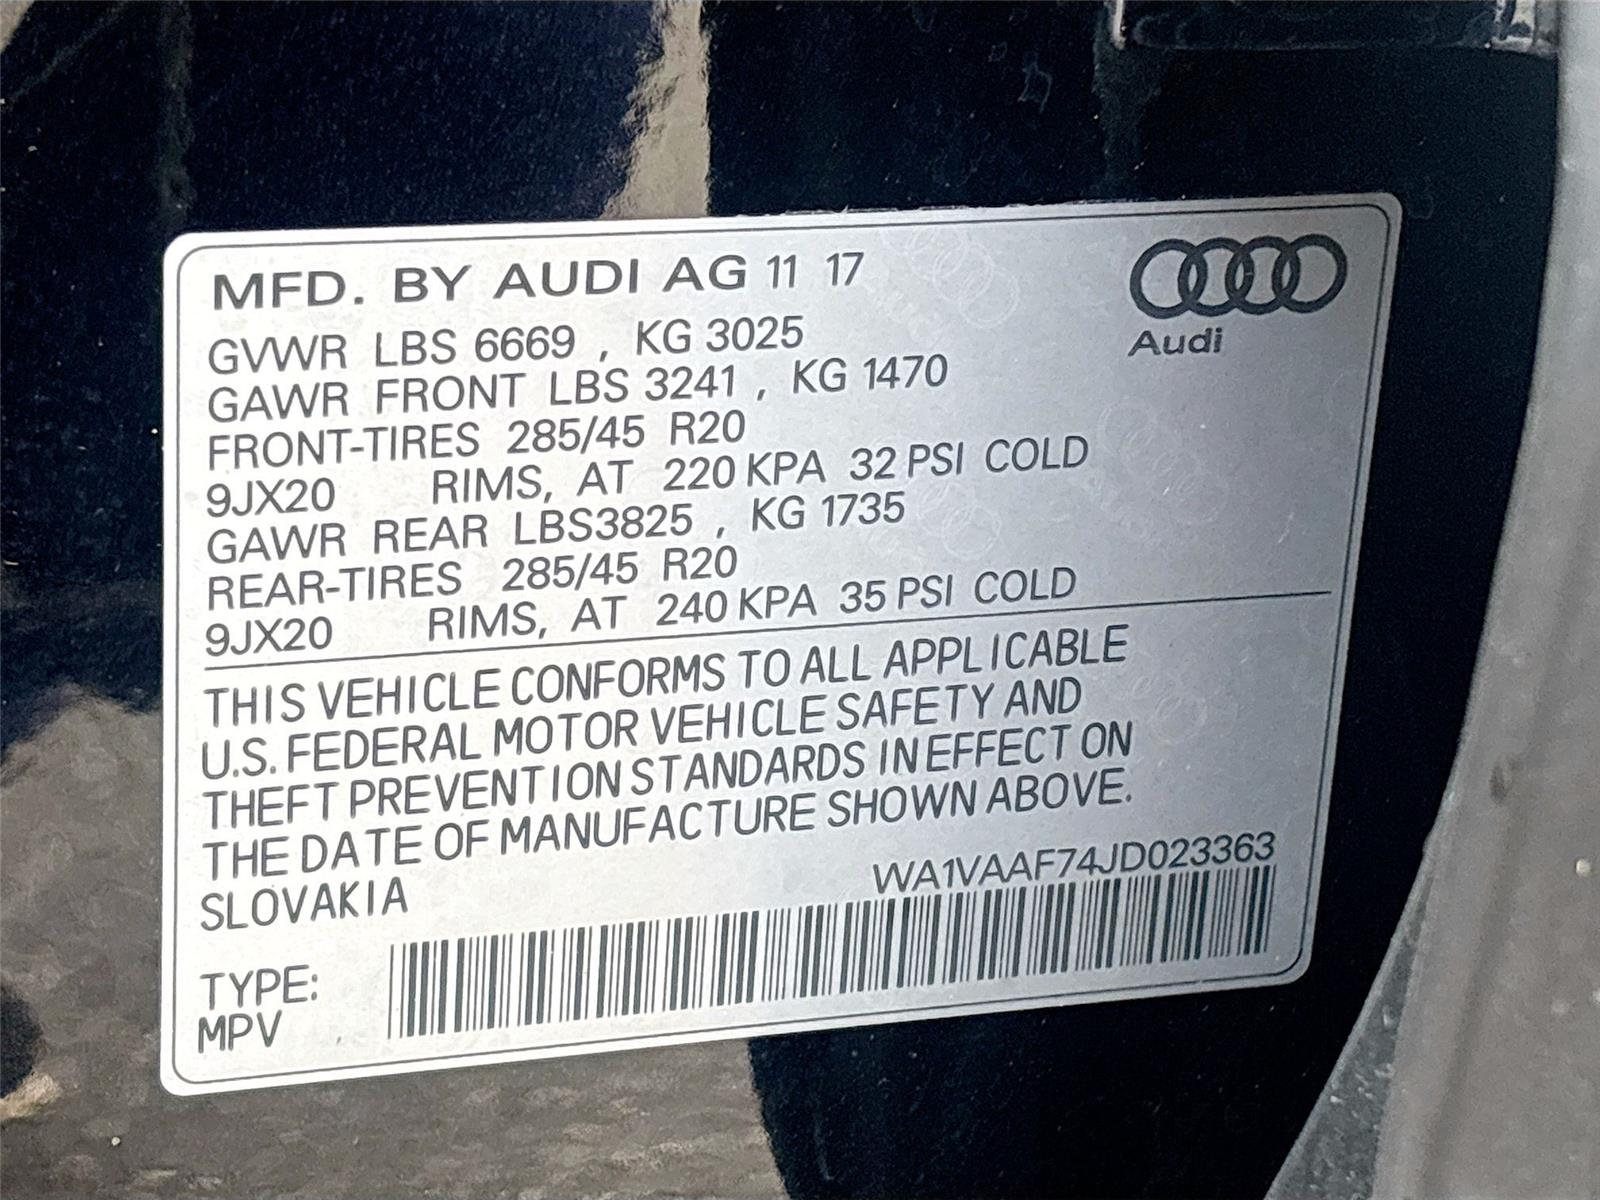 MFD. BY AUDI AG 11 17
Audi
GVWR LBS 6669 , KG 3025
GAWR FRONT LBS 3241 , KG 1470
FRONT-TIRES 285/45 R20
9JX20 RIMS, AT 220 KPA 32 PSI COLD
GAWR REAR LBS3825 , KG 1735
REAR-TIRES 285/45 R20
9JX20 RIMS, AT 240 KPA 35 PSI COLD
THIS VEHICLE CONFORMS TO ALL APPLICABLE
U.S. FEDERAL MOTOR VEHICLE SAFETY AND
THEFT PREVENTION STANDARDS IN EFFECT ON
THE DATE OF MANUFACTURE SHOWN ABOVE.
SLOVAKIA
WA1VAAF74JD023363
TYPE:
MPV